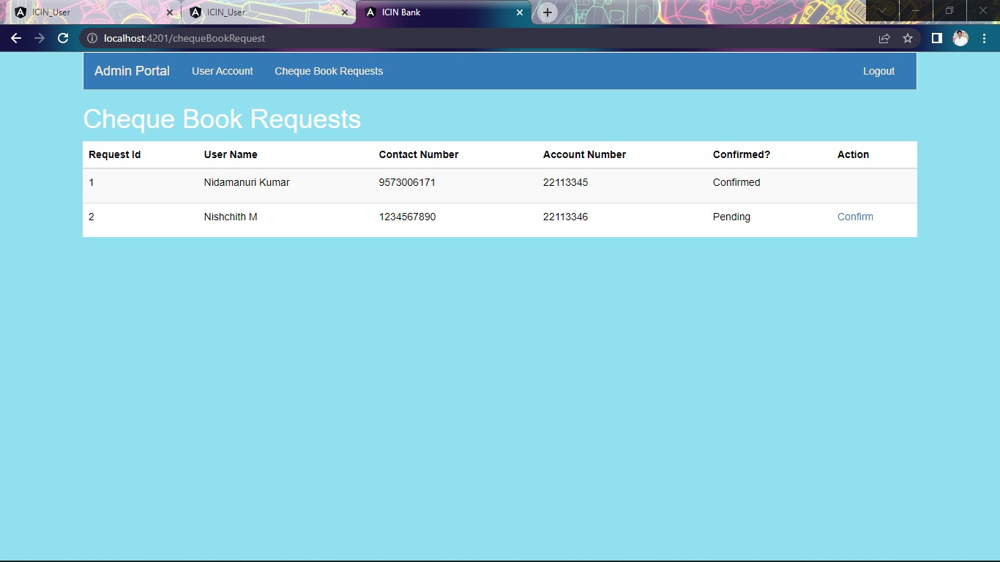 ICIN_User ICIN_User ICIN Bank
localhost:4201/chequeBookRequest
Admin Portal User Account Cheque Book Requests Logout
Cheque Book Requests
Request Id User Name Contact Number Account Number Confirmed? Action
1 Nidamanuri Kumar 9573006171 22113345 Confirmed
2 Nishchith M 1234567890 22113346 Pending Confirm